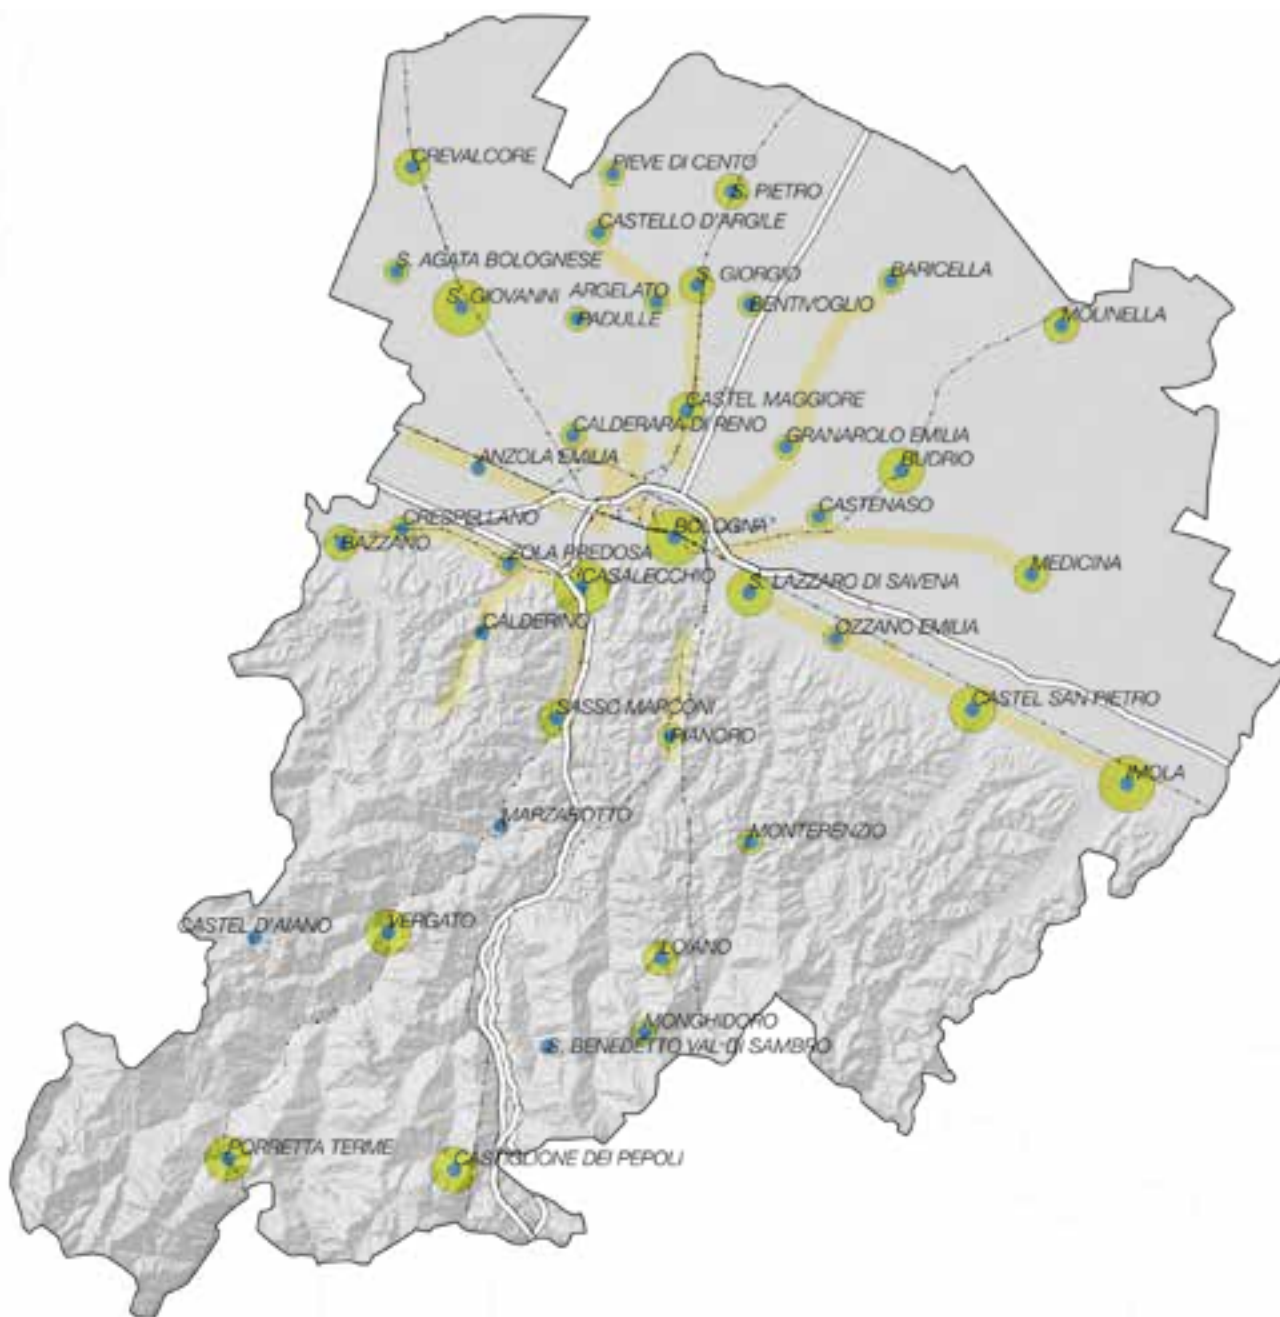 CREVALCORE
PIEVE DI CENTO
S. PIETRO
CASTELLO D'ARGILE
S. AGATA BOLOGNESE
S. GIORGIO
BARICELLA
S. GIOVANNI
ARGELATO
BENTIVOGLIO
PADULLE
MOLINELLA
CASTEL MAGGIORE
CALDERARA DI RENO
GRANAROLO EMILIA
ANZOLA EMILIA
BUDRIO
CASTENASO
CRESPELLANO
BOLOGNA
BAZZANO
ZOLA PREDOSA
MEDICINA
CASALECCHIO
S. LAZZARO DI SAVENA
CALDERINO
OZZANO EMILIA
CASTEL SAN PIETRO
SASSO MARCONI
PIANORO
IMOLA
MARZABOTTO
MONTERENZIO
CASTEL D'AIANO
VERGATO
LOIANO
MONGHIDORO
S. BENEDETTO VAL DI SAMBRO
PORRETTA TERME
CASTIGLIONE DEI PEPOLI